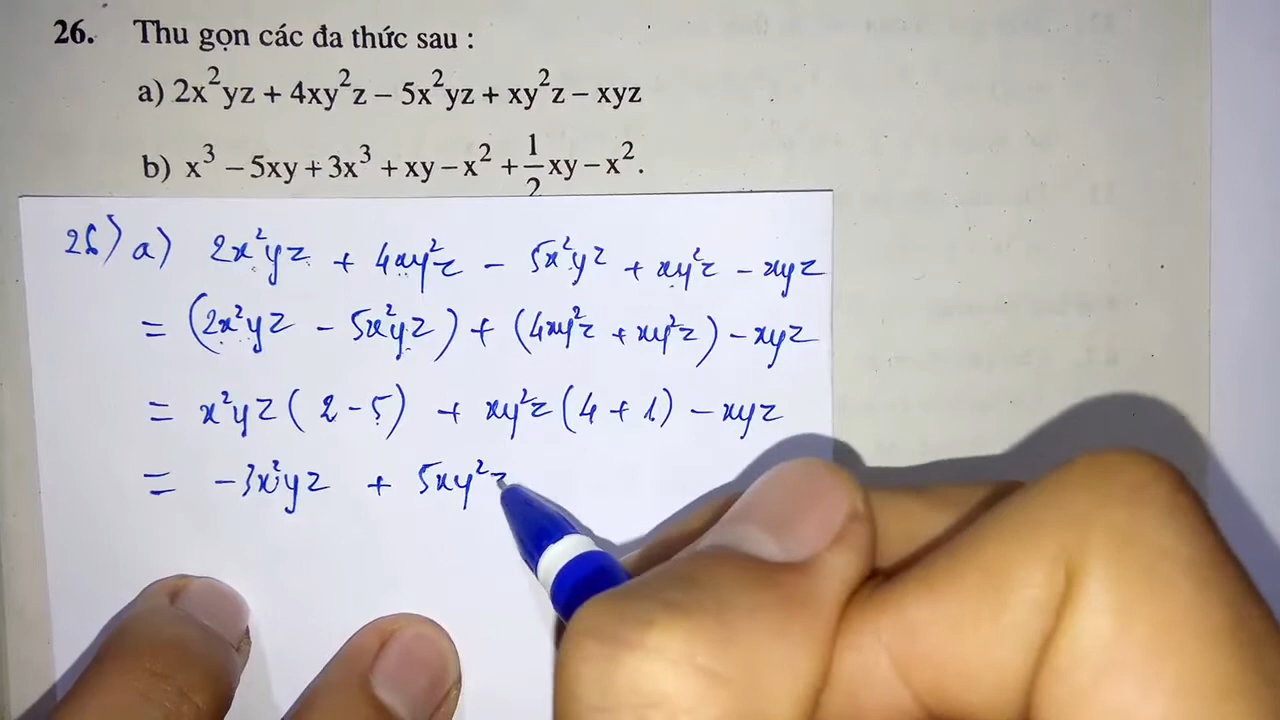 26. Thu gọn các đa thức sau :
a) 2x²yz + 4xy²z – 5x²yz + xy²z – xyz
b) x³ – 5xy + 3x³ + xy – x² + 1/2 xy – x².
26) a) 2x²yz + 4xy²z – 5x²yz + xy²z – xyz
= (2x²yz – 5x²yz) + (4xy²z + xy²z) – xyz
= x²yz (2 – 5) + xy²z (4 + 1) – xyz
= –3x²yz + 5xy²z